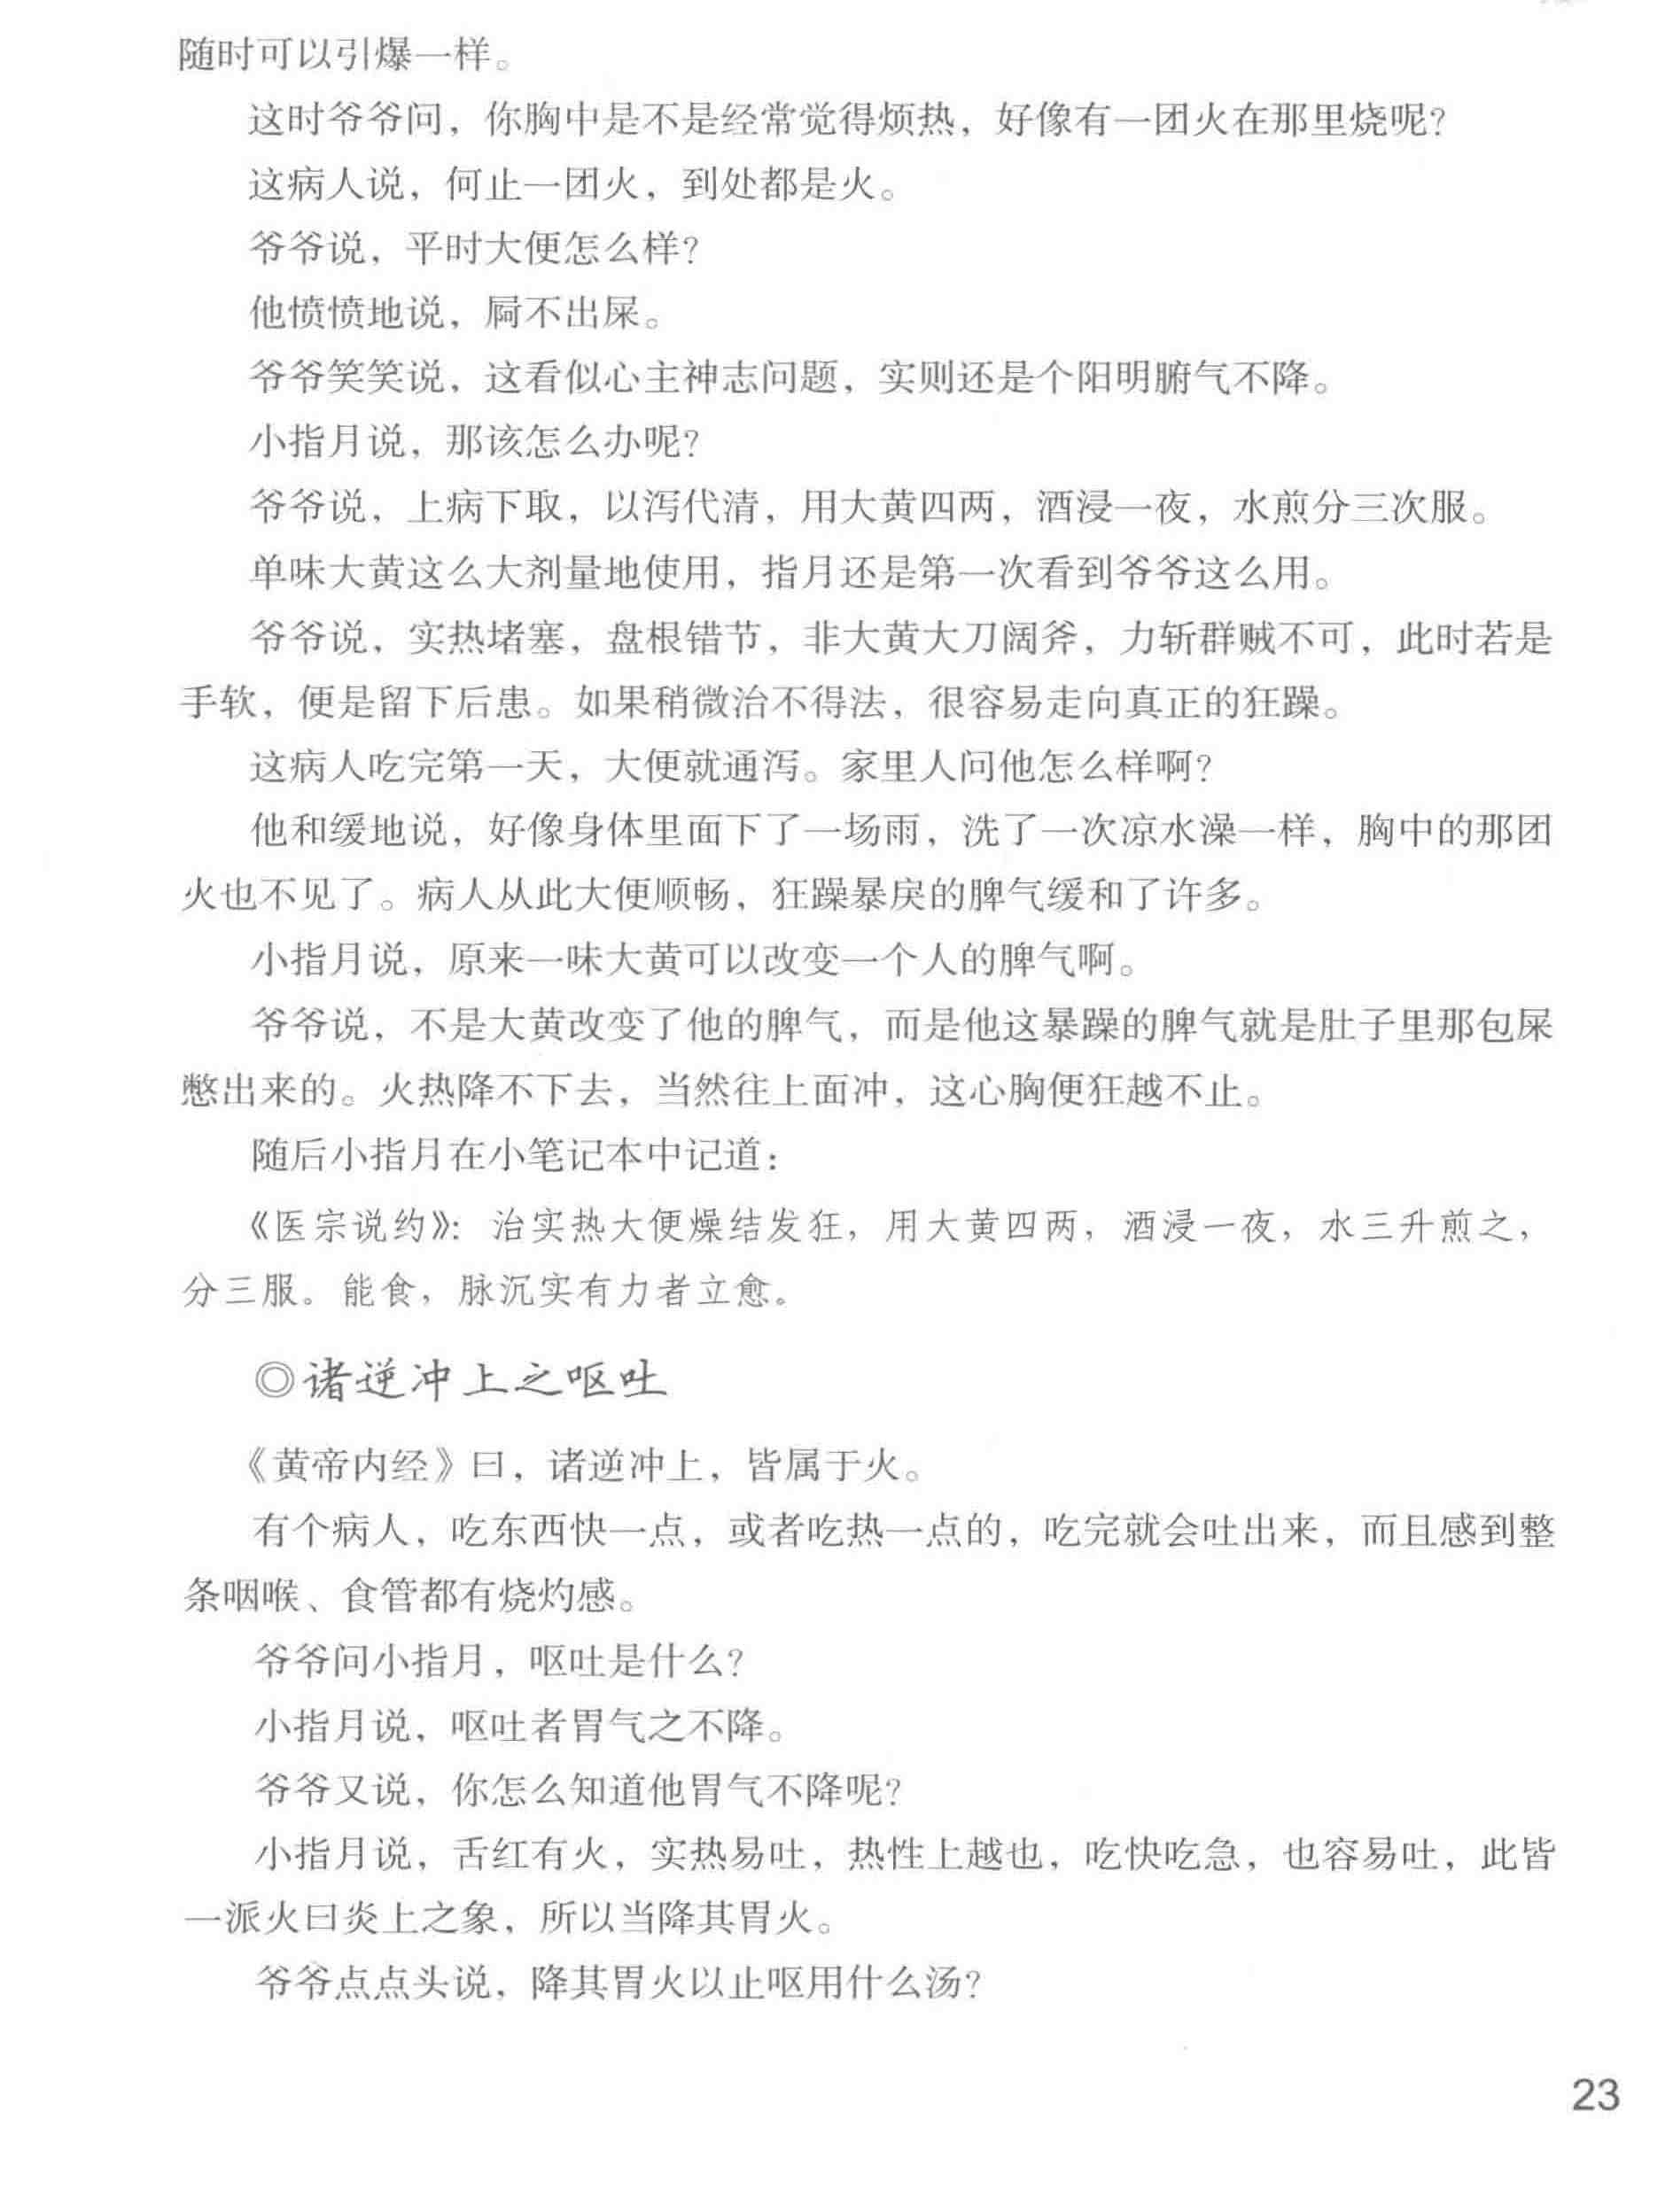 随时可以引爆一样。
这时爷爷问，你胸中是不是经常觉得烦热，好像有一团火在那里烧呢？
这病人说，何止一团火，到处都是火。
爷爷说，平时大便怎么样？
他愤愤地说，屙不出屎。
爷爷笑笑说，这看似心主神志问题，实则还是个阳明腑气不降。
小指月说，那该怎么办呢？
爷爷说，上病下取，以泻代清，用大黄四两，酒浸一夜，水煎分三次服。
单味大黄这么大剂量地使用，指月还是第一次看到爷爷这么用。
爷爷说，实热堵塞，盘根错节，非大黄大刀阔斧，力斩群贼不可，此时若是
手软，便是留下后患。如果稍微治不得法，很容易走向真正的狂躁。
这病人吃完第一天，大便就通泻。家里人问他怎么样啊？
他和缓地说，好像身体里面下了一场雨，洗了一次凉水澡一样，胸中的那团
火也不见了。病人从此大便顺畅，狂躁暴戾的脾气缓和了许多。
小指月说，原来一味大黄可以改变一个人的脾气啊。
爷爷说，不是大黄改变了他的脾气，而是他这暴躁的脾气就是肚子里那包屎
憋出来的。火热降不下去，当然往上面冲，这心胸便狂越不止。
随后小指月在小笔记本中记道：
《医宗说约》：治实热大便燥结发狂，用大黄四两，酒浸一夜，水三升煎之，
分三服。能食，脉沉实有力者立愈。
◎诸逆冲上之呕吐
《黄帝内经》曰，诸逆冲上，皆属于火。
有个病人，吃东西快一点，或者吃热一点的，吃完就会吐出来，而且感到整
条咽喉、食管都有烧灼感。
爷爷问小指月，呕吐是什么？
小指月说，呕吐者胃气之不降。
爷爷又说，你怎么知道他胃气不降呢？
小指月说，舌红有火，实热易吐，热性上越也，吃快吃急，也容易吐，此皆
一派火曰炎上之象，所以当降其胃火。
爷爷点点头说，降其胃火以止呕用什么汤？
23